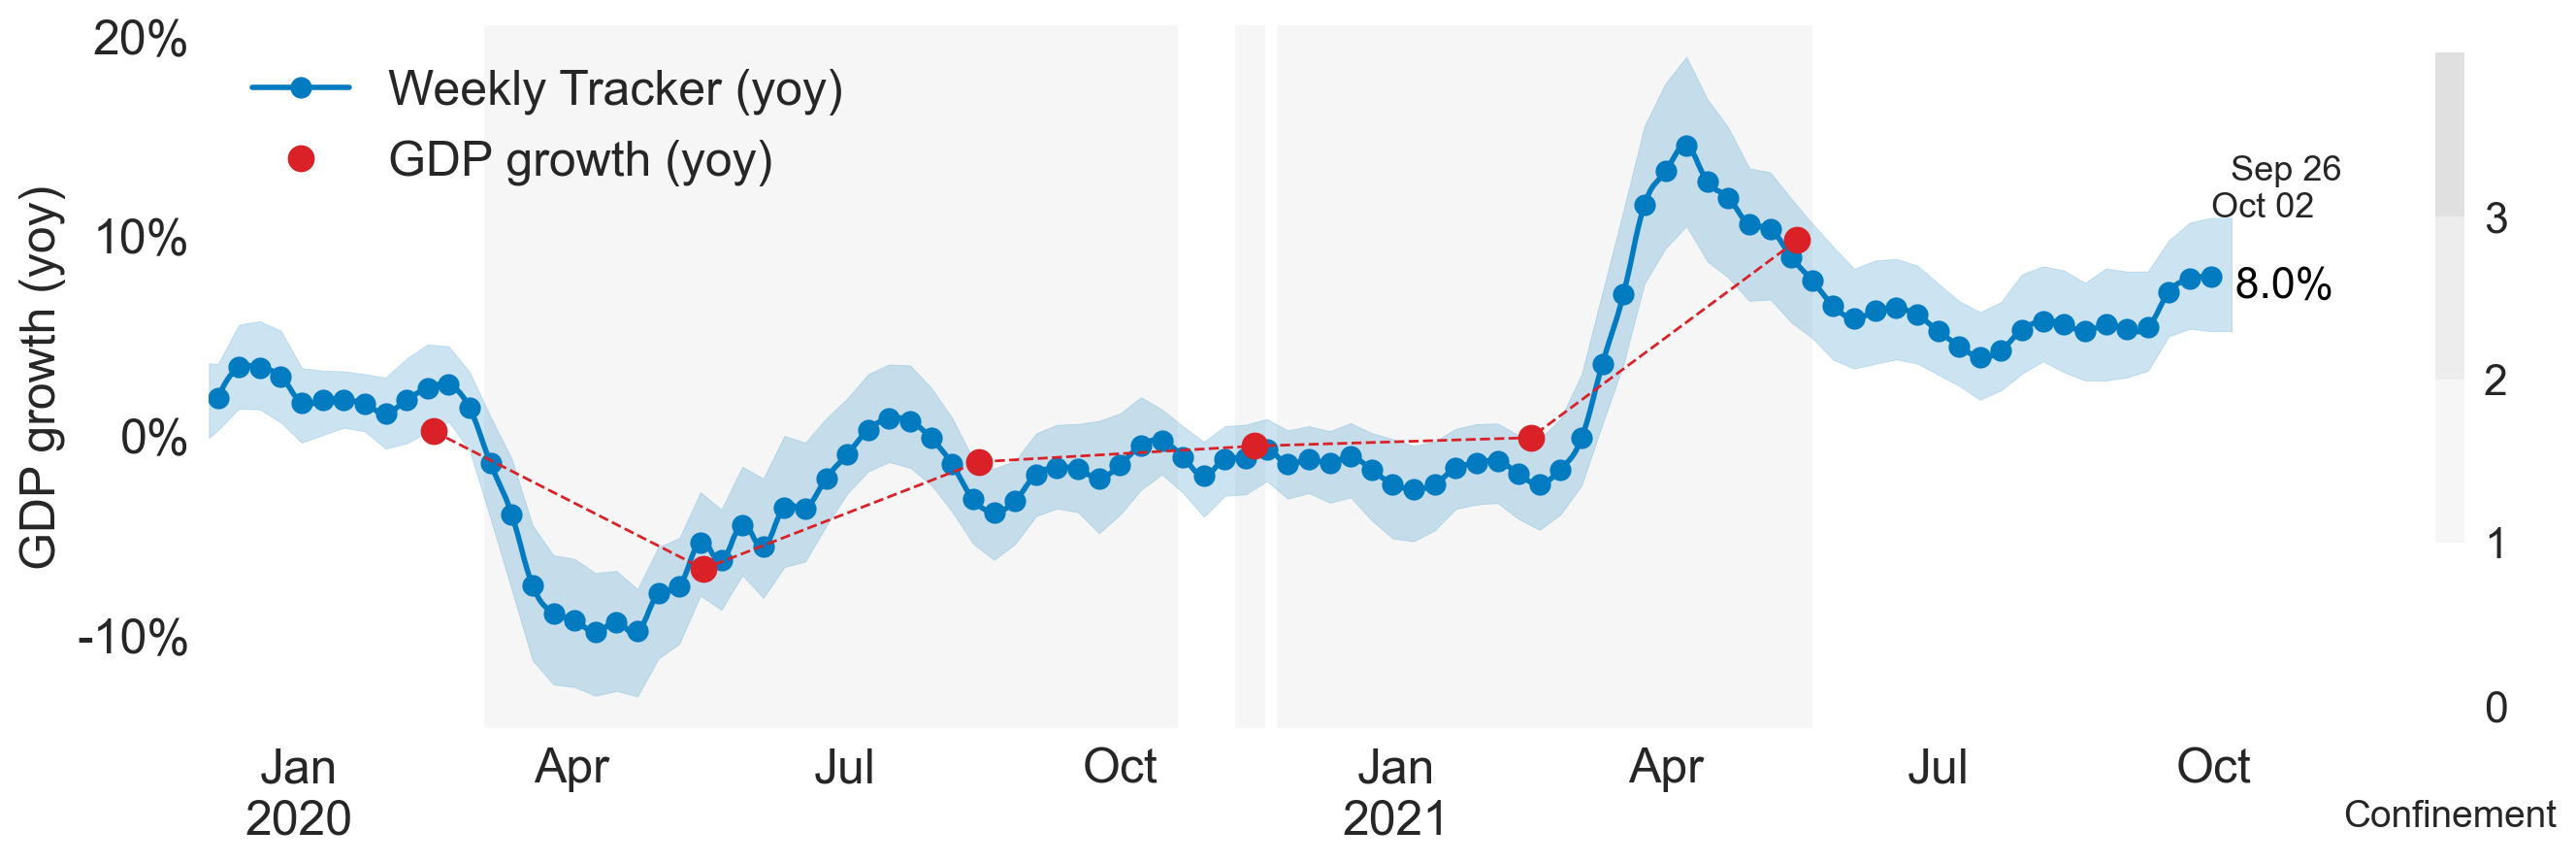 20%
10%
0%
-10%
GDP growth (yoy)
Weekly Tracker (yoy)
GDP growth (yoy)
Sep 26
Oct 02
8.0%
3
2
1
0
Confinement
Jan
2020
Apr
Jul
Oct
Jan
2021
Apr
Jul
Oct